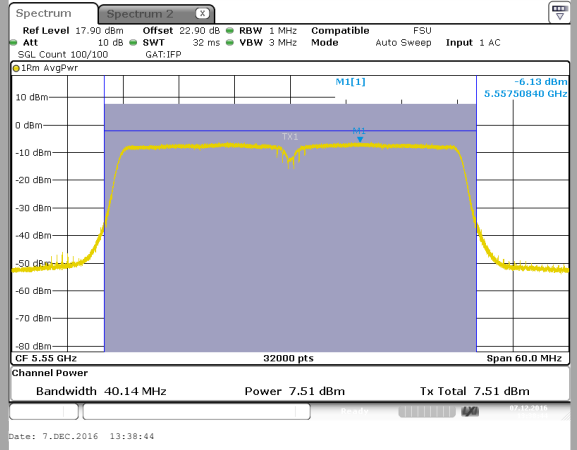 Spectrum
Spectrum 2 X
Ref Level 17.90 dBm Offset 22.90 dB RBW 1 MHz Compatible FSU
Att 10 dB SWT 32 ms VBW 3 MHz Mode Auto Sweep Input 1 AC
SGL Count 100/100 GAT:IFP
1Rm AvgPwr
M1[1] -6.13 dBm
5.55750840 GHz
10 dBm
0 dBm
TX1
M1
-10 dBm
-20 dBm
-30 dBm
-40 dBm
-50 dBm
-60 dBm
-70 dBm
-80 dBm
CF 5.55 GHz 32000 pts Span 60.0 MHz
Channel Power
Bandwidth 40.14 MHz Power 7.51 dBm Tx Total 7.51 dBm
Ready
Date: 7.DEC.2016 13:38:44